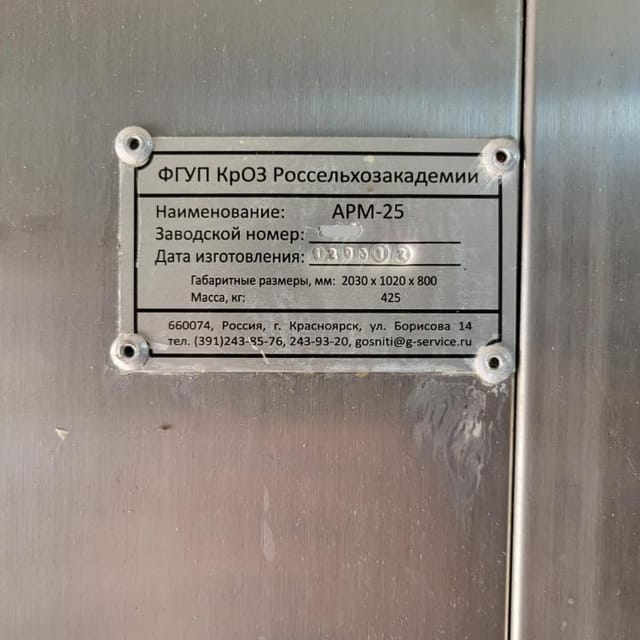 ФГУП КрОЗ Россельхозакадемии
Наименование: АРМ-25
Заводской номер:
Дата изготовления:
Габаритные размеры, мм: 2030 х 1020 х 800
Масса, кг: 425
660074, Россия, г. Красноярск, ул. Борисова 14
тел. (391)243-85-76, 243-93-20, gosniti@g-service.ru